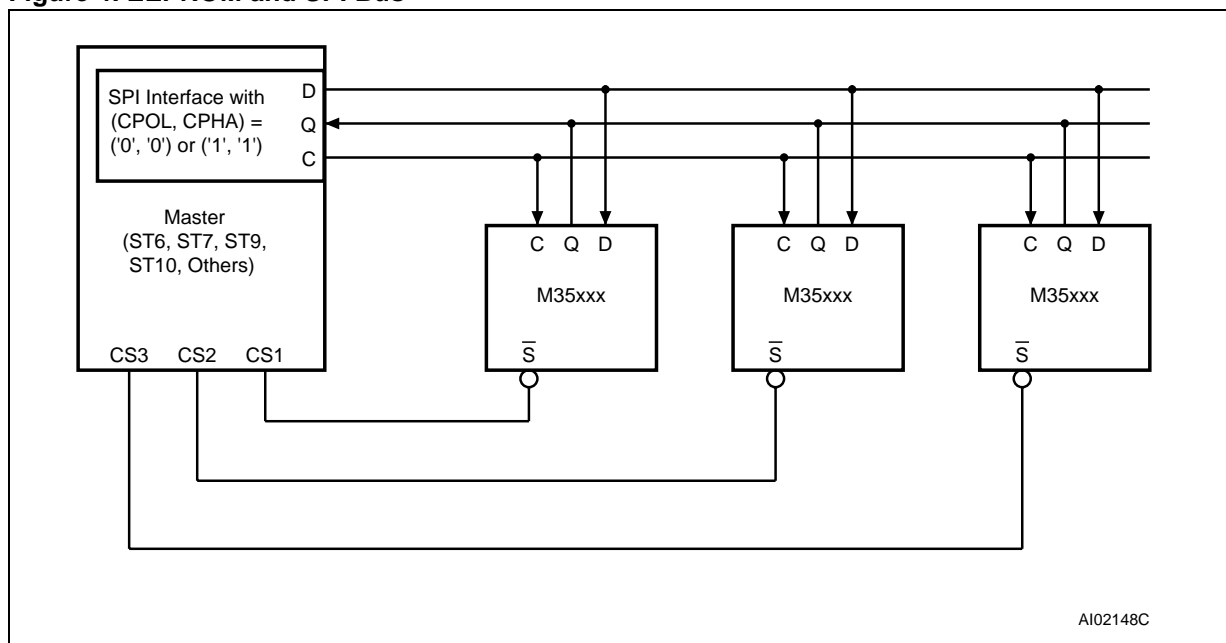 SPI Interface with
(CPOL, CPHA) =
('0', '0') or ('1', '1')
D
Q
C
Master
(ST6, ST7, ST9,
ST10, Others)
CS3 CS2 CS1
C Q D
M35xxx
S̅
C Q D
M35xxx
S̅
C Q D
M35xxx
S̅
AI02148C